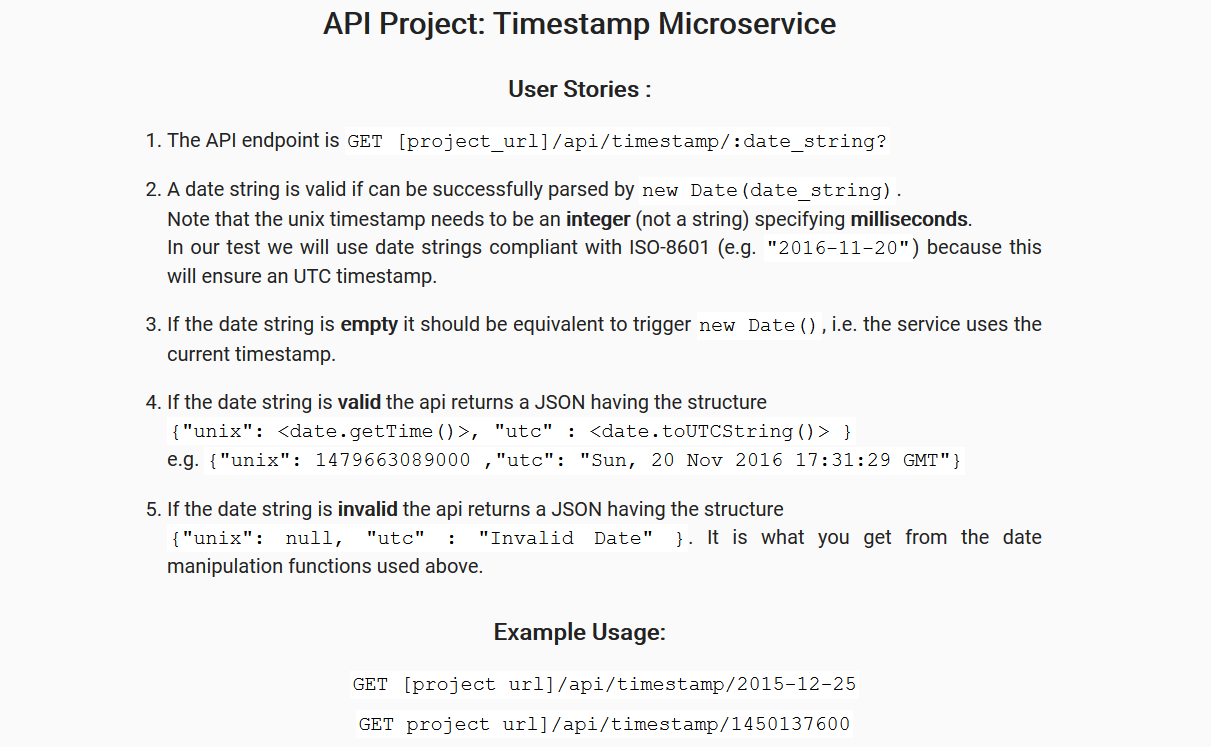 API Project: Timestamp Microservice
User Stories :
1. The API endpoint is GET [project_url]/api/timestamp/:date_string?
2. A date string is valid if can be successfully parsed by new Date(date_string) .
Note that the unix timestamp needs to be an integer (not a string) specifying milliseconds.
In our test we will use date strings compliant with ISO-8601 (e.g. "2016-11-20") because this
will ensure an UTC timestamp.
3. If the date string is empty it should be equivalent to trigger new Date(), i.e. the service uses the
current timestamp.
4. If the date string is valid the api returns a JSON having the structure
{"unix": <date.getTime()>, "utc" : <date.toUTCString()> }
e.g. {"unix": 1479663089000 ,"utc": "Sun, 20 Nov 2016 17:31:29 GMT"}
5. If the date string is invalid the api returns a JSON having the structure
{"unix": null, "utc" : "Invalid Date" }. It is what you get from the date
manipulation functions used above.
Example Usage:
GET [project url]/api/timestamp/2015-12-25
GET project url]/api/timestamp/1450137600